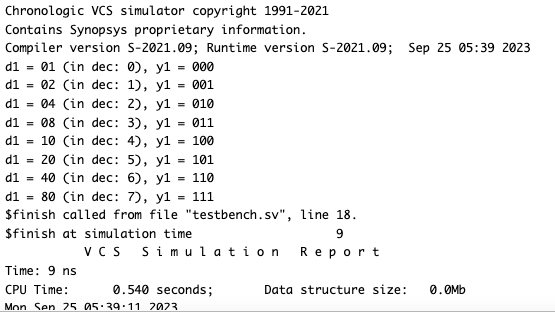 Chronologic VCS simulator copyright 1991-2021
Contains Synopsys proprietary information.
Compiler version S-2021.09; Runtime version S-2021.09;  Sep 25 05:39 2023
d1 = 01 (in dec: 0), y1 = 000
d1 = 02 (in dec: 1), y1 = 001
d1 = 04 (in dec: 2), y1 = 010
d1 = 08 (in dec: 3), y1 = 011
d1 = 10 (in dec: 4), y1 = 100
d1 = 20 (in dec: 5), y1 = 101
d1 = 40 (in dec: 6), y1 = 110
d1 = 80 (in dec: 7), y1 = 111
$finish called from file "testbench.sv", line 18.
$finish at simulation time                    9
           V C S   S i m u l a t i o n   R e p o r t
Time: 9 ns
CPU Time:      0.540 seconds;       Data structure size:   0.0Mb
Mon Sep 25 05:39:11 2023